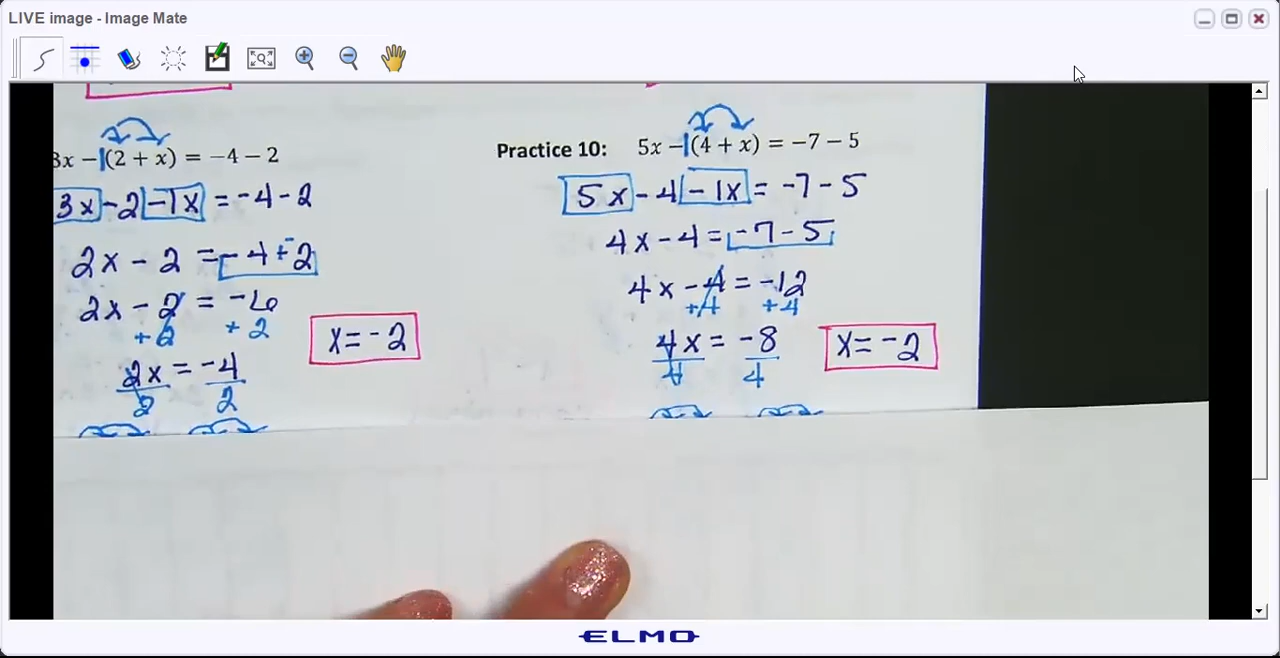 LIVE image - Image Mate
3x - 1(2 + x) = -4 - 2
3x - 2 - 1x = -4 - 2
2x - 2 = -4 + -2
2x - 2 = -6
+2 +2
2x = -4
2 2
x = -2
Practice 10: 5x - 1(4 + x) = -7 - 5
5x - 4 - 1x = -7 - 5
4x - 4 = -7 - 5
4x - 4 = -12
+4 +4
4x = -8
4 4
x = -2
ELMO